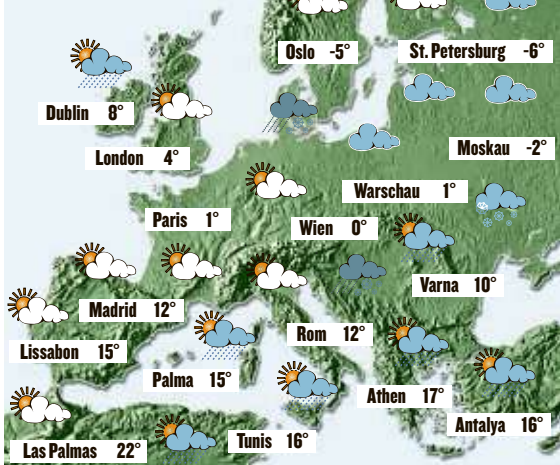 Oslo -5°
St. Petersburg -6°
Dublin 8°
London 4°
Moskau -2°
Warschau 1°
Paris 1°
Wien 0°
Varna 10°
Madrid 12°
Rom 12°
Lissabon 15°
Palma 15°
Athen 17°
Antalya 16°
Las Palmas 22°
Tunis 16°